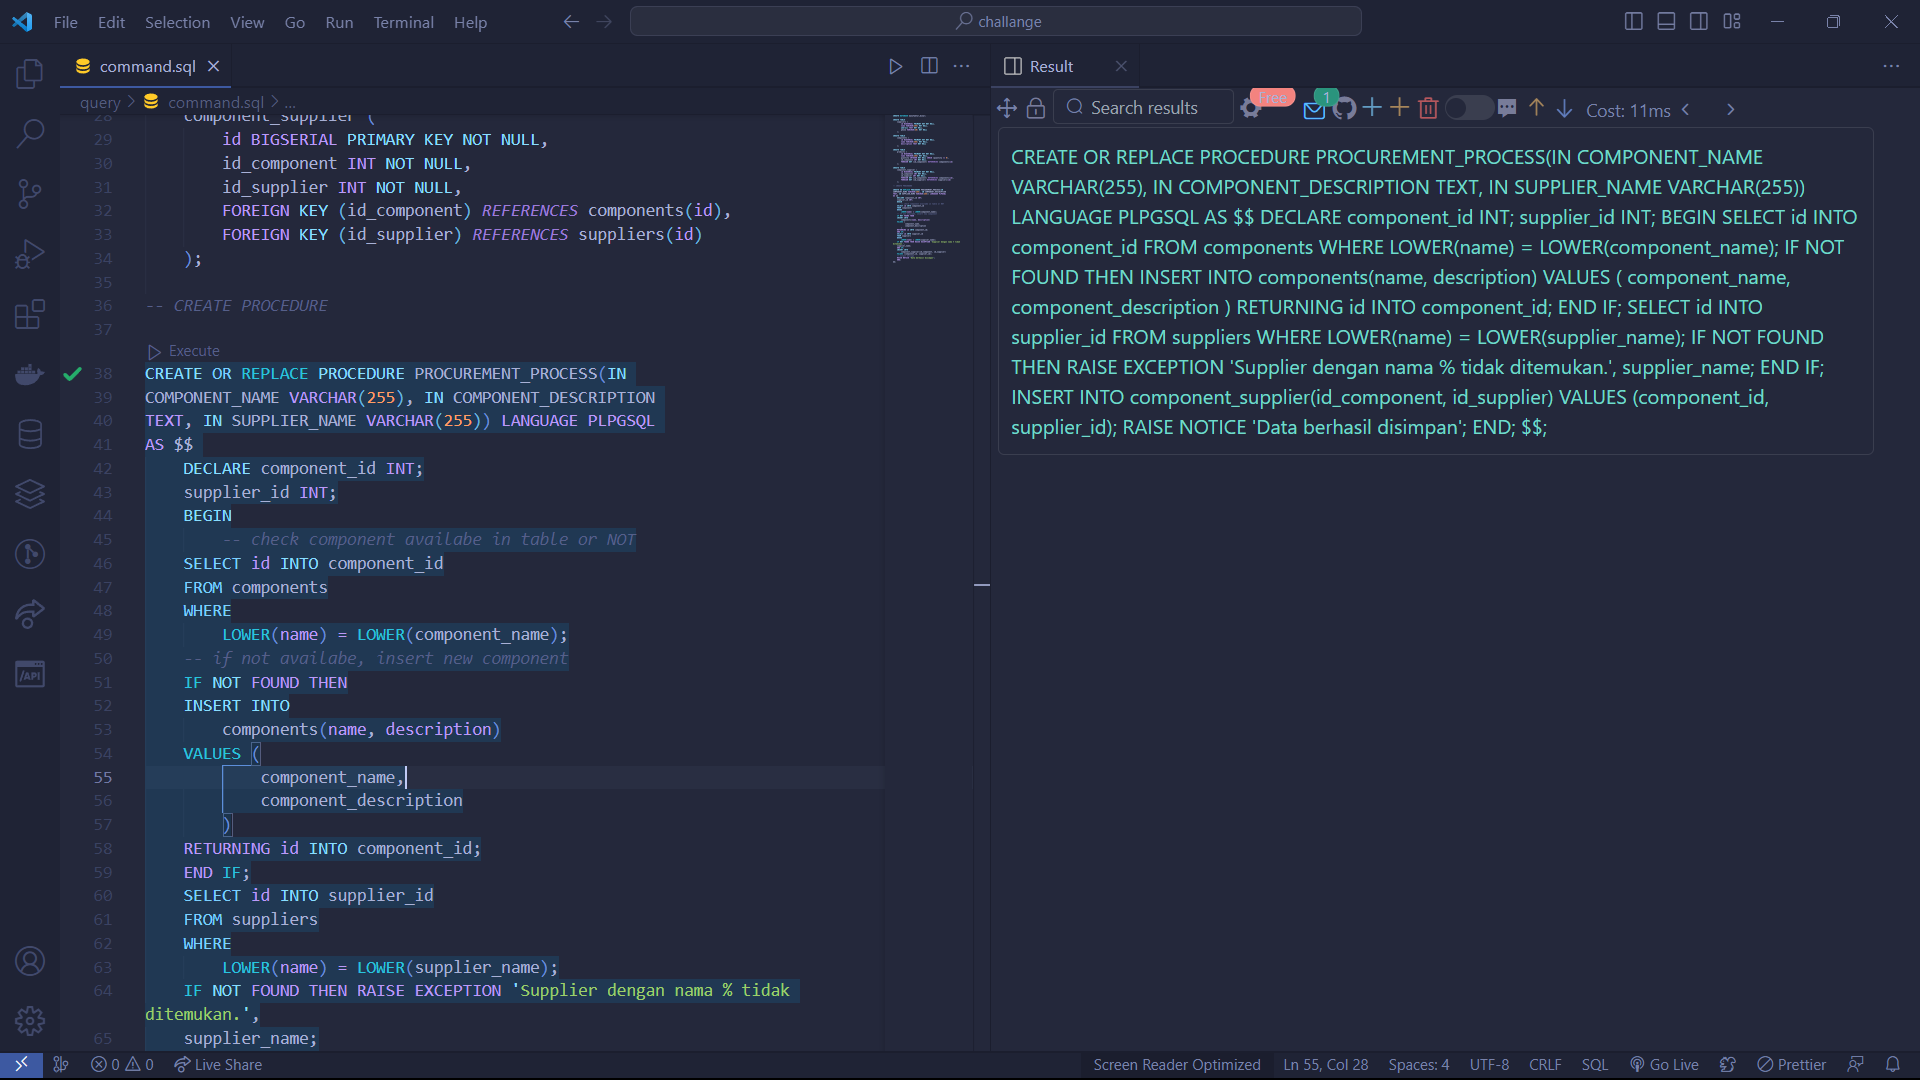 File Edit Selection View Go Run Terminal Help
challange
command.sql
Result
query > command.sql > ...
Search results
Free
1
Cost: 11ms
28 component_supplier (
29 id BIGSERIAL PRIMARY KEY NOT NULL,
30 id_component INT NOT NULL,
31 id_supplier INT NOT NULL,
32 FOREIGN KEY (id_component) REFERENCES components(id),
33 FOREIGN KEY (id_supplier) REFERENCES suppliers(id)
34 );
35
36 -- CREATE PROCEDURE
37
Execute
38 CREATE OR REPLACE PROCEDURE PROCUREMENT_PROCESS(IN
39 COMPONENT_NAME VARCHAR(255), IN COMPONENT_DESCRIPTION
40 TEXT, IN SUPPLIER_NAME VARCHAR(255)) LANGUAGE PLPGSQL
41 AS $$
42 DECLARE component_id INT;
43 supplier_id INT;
44 BEGIN
45 -- check component availabe in table or NOT
46 SELECT id INTO component_id
47 FROM components
48 WHERE
49 LOWER(name) = LOWER(component_name);
50 -- if not availabe, insert new component
51 IF NOT FOUND THEN
52 INSERT INTO
53 components(name, description)
54 VALUES (
55 component_name,
56 component_description
57 )
58 RETURNING id INTO component_id;
59 END IF;
60 SELECT id INTO supplier_id
61 FROM suppliers
62 WHERE
63 LOWER(name) = LOWER(supplier_name);
64 IF NOT FOUND THEN RAISE EXCEPTION 'Supplier dengan nama % tidak
ditemukan.',
65 supplier_name;
CREATE OR REPLACE PROCEDURE PROCUREMENT_PROCESS(IN COMPONENT_NAME
VARCHAR(255), IN COMPONENT_DESCRIPTION TEXT, IN SUPPLIER_NAME VARCHAR(255))
LANGUAGE PLPGSQL AS $$ DECLARE component_id INT; supplier_id INT; BEGIN SELECT id INTO
component_id FROM components WHERE LOWER(name) = LOWER(component_name); IF NOT
FOUND THEN INSERT INTO components(name, description) VALUES ( component_name,
component_description ) RETURNING id INTO component_id; END IF; SELECT id INTO
supplier_id FROM suppliers WHERE LOWER(name) = LOWER(supplier_name); IF NOT FOUND
THEN RAISE EXCEPTION 'Supplier dengan nama % tidak ditemukan.', supplier_name; END IF;
INSERT INTO component_supplier(id_component, id_supplier) VALUES (component_id,
supplier_id); RAISE NOTICE 'Data berhasil disimpan'; END; $$;
/API
0 0 Live Share
Screen Reader Optimized Ln 55, Col 28 Spaces: 4 UTF-8 CRLF SQL Go Live Prettier